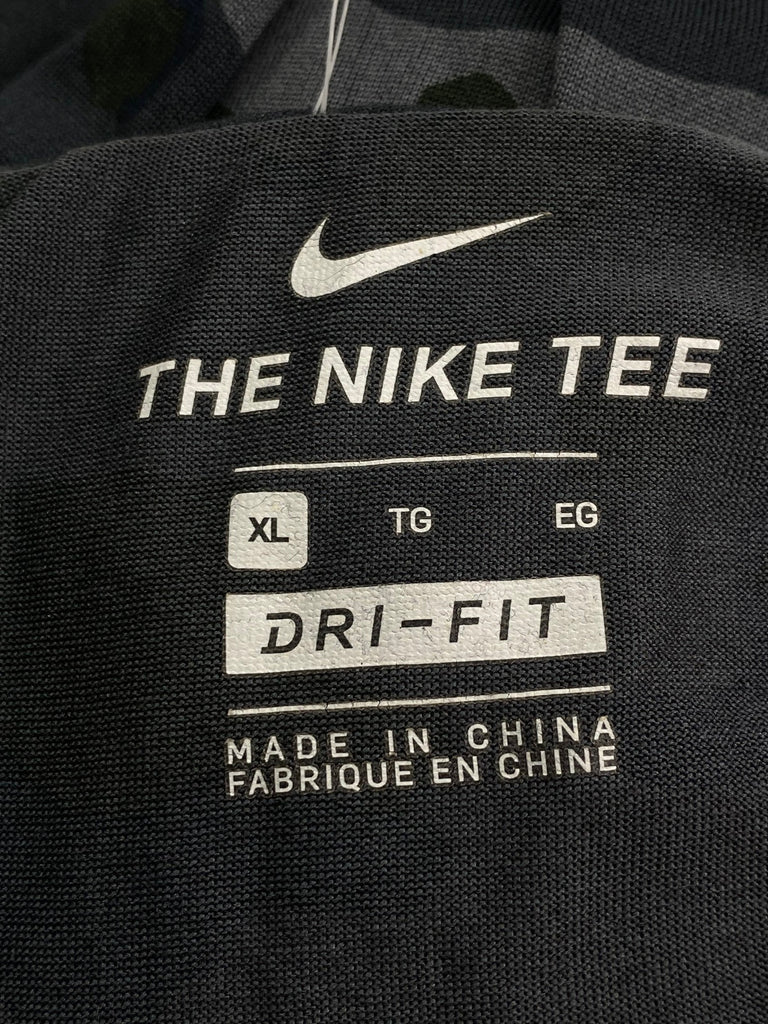 THE NIKE TEE
XL TG EG
DRI-FIT
MADE IN CHINA
FABRIQUE EN CHINE